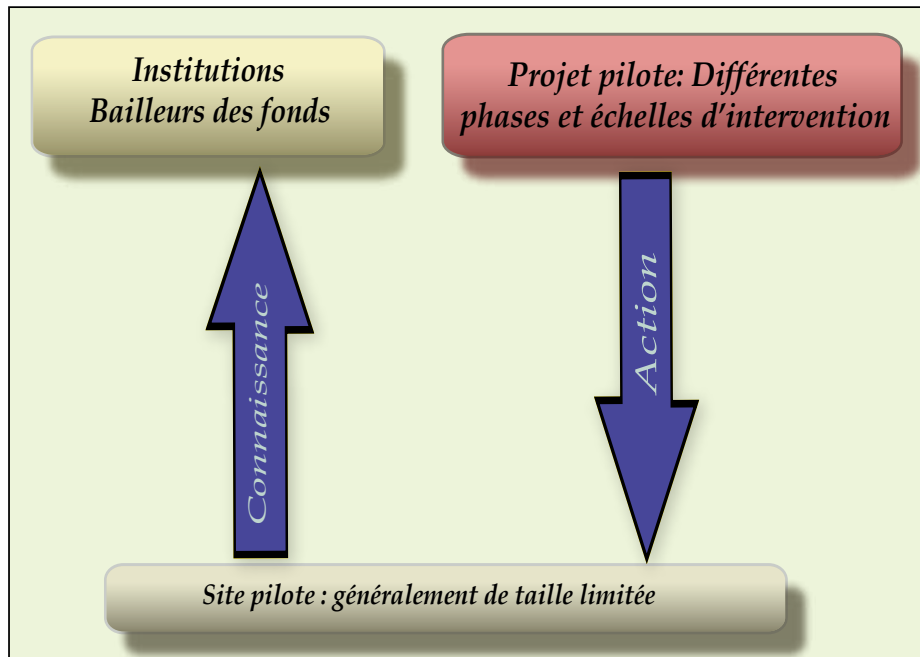 Institutions
Bailleurs des fonds
Projet pilote: Différentes
phases et échelles d'intervention
Connaissance
Action
Site pilote : généralement de taille limitée